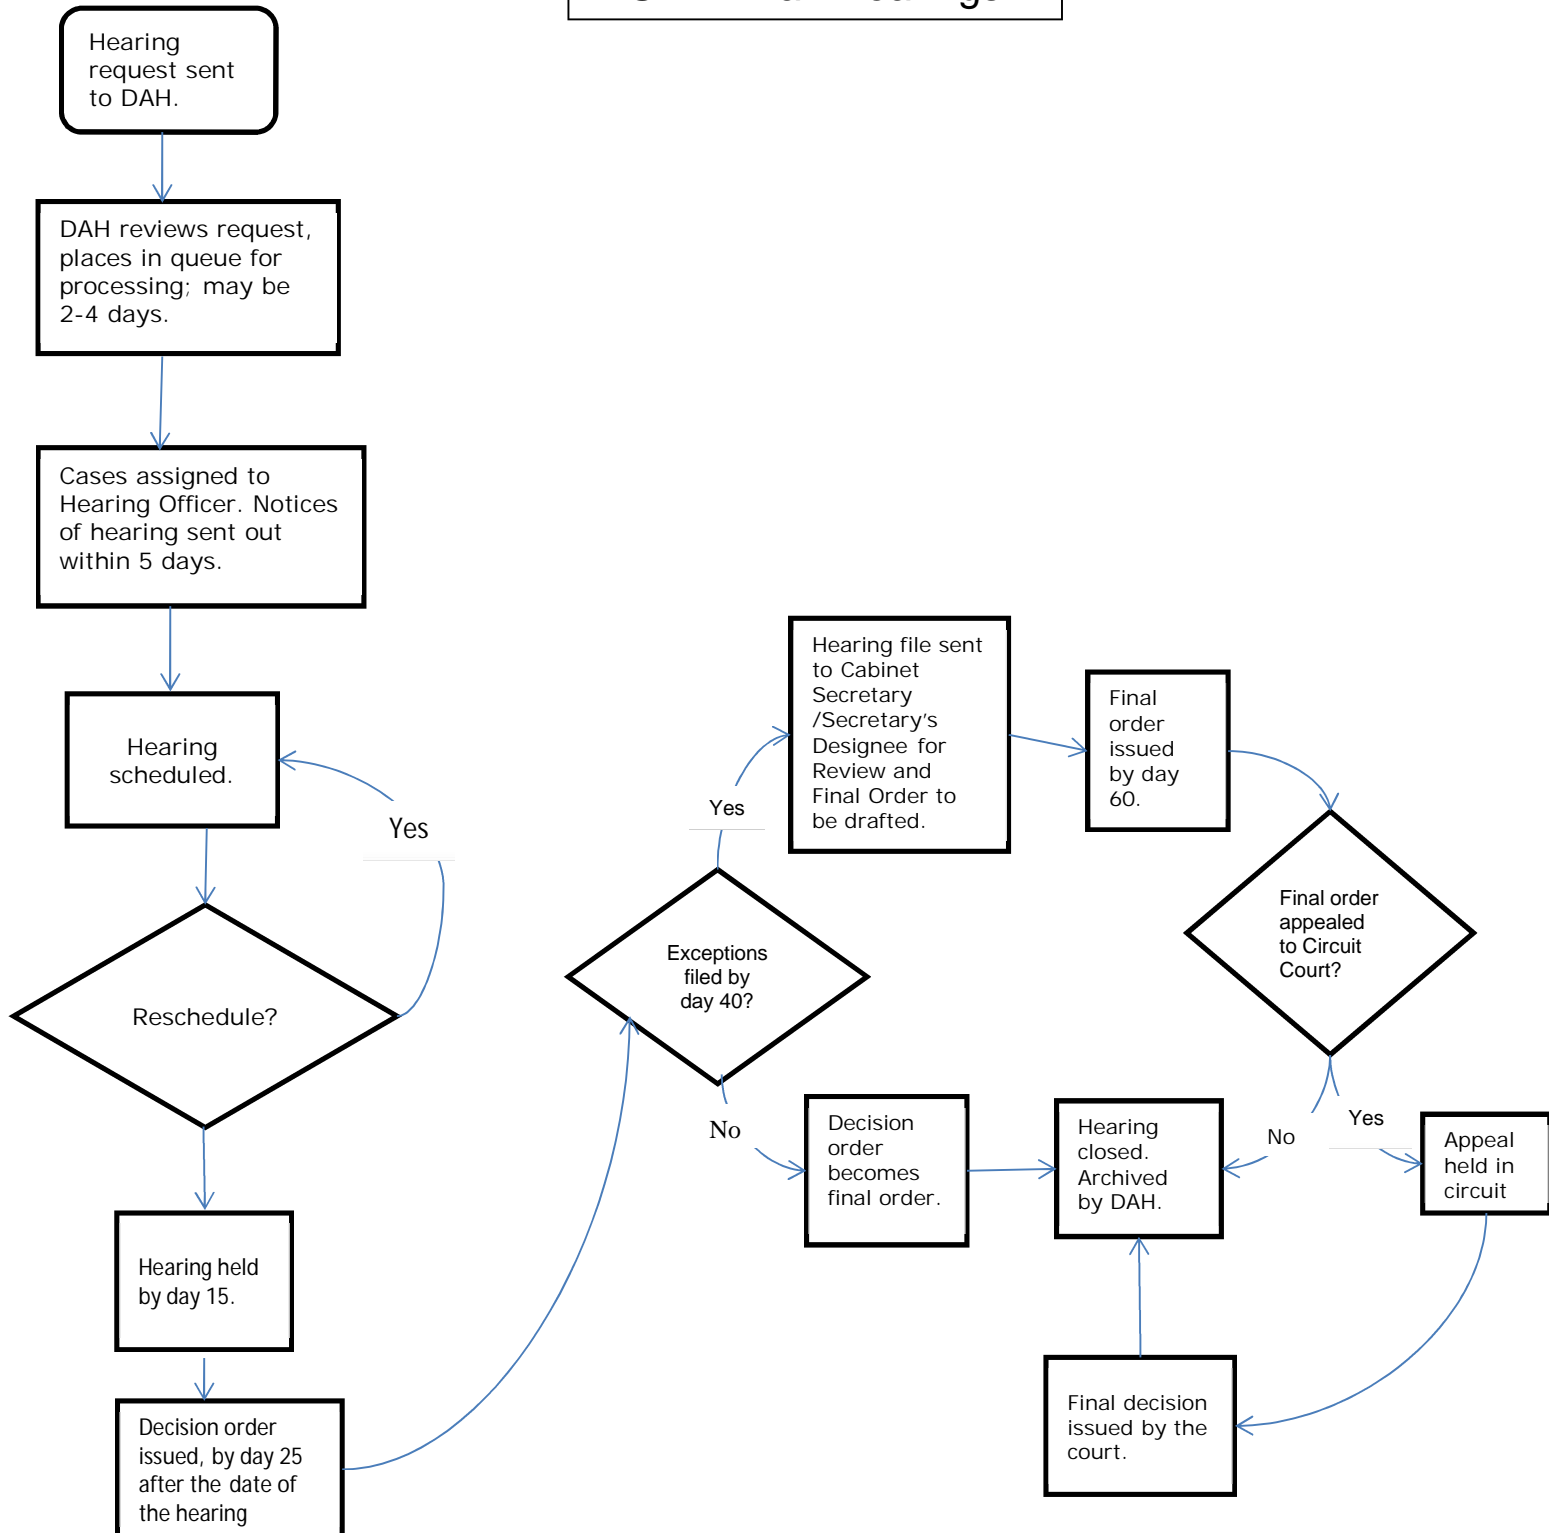 Hearing
request sent
to DAH.
DAH reviews request,
places in queue for
processing; may be
2-4 days.
Cases assigned to
Hearing Officer. Notices
of hearing sent out
within 5 days.
Hearing
scheduled.
Yes
Reschedule?
Hearing held
by day 15.
Decision order
issued, by day 25
after the date of
the hearing
Exceptions
filed by
day 40?
Yes
Hearing file sent
to Cabinet
Secretary
/Secretary’s
Designee for
Review and
Final Order to
be drafted.
Final
order
issued
by day
60.
No
Decision
order
becomes
final order.
Final order
appealed
to Circuit
Court?
No
Yes
Hearing
closed.
Archived
by DAH.
Appeal
held in
circuit
Final decision
issued by the
court.